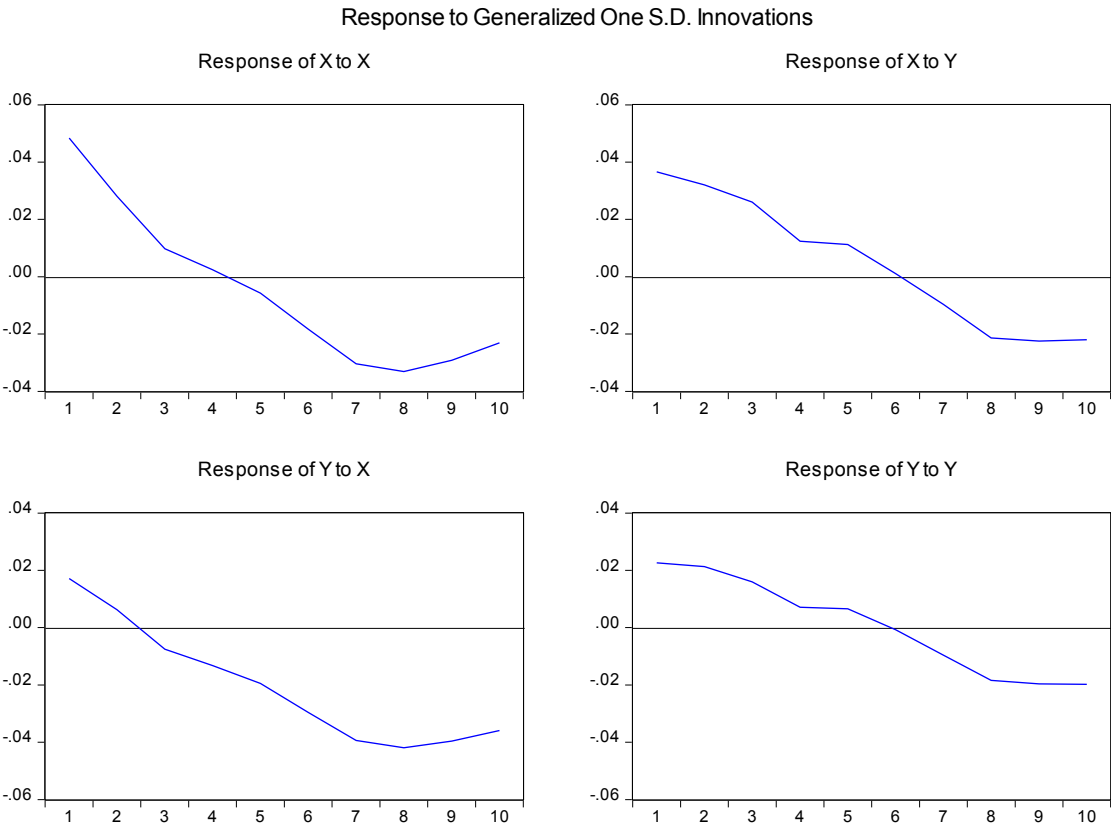 Response to Generalized One S.D. Innovations
Response of X to X
.06
.04
.02
.00
-.02
-.04
1 2 3 4 5 6 7 8 9 10
Response of X to Y
.06
.04
.02
.00
-.02
-.04
1 2 3 4 5 6 7 8 9 10
Response of Y to X
.04
.02
.00
-.02
-.04
-.06
1 2 3 4 5 6 7 8 9 10
Response of Y to Y
.04
.02
.00
-.02
-.04
-.06
1 2 3 4 5 6 7 8 9 10